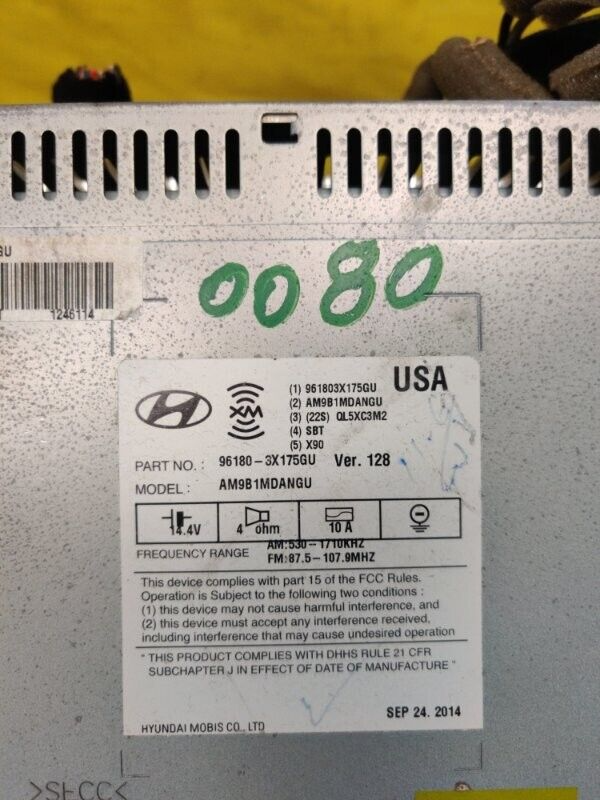 GU
1246114
0080
USA
XM
(1) 961803X175GU
(2) AM9B1MDANGU
(3) (22S) QL5XC3M2
(4) SBT
(5) X90
PART NO. : 96180-3X175GU Ver. 128
MODEL : AM9B1MDANGU
14.4V 4 ohm 10 A
FREQUENCY RANGE AM:530-1710KHZ
FM:87.5-107.9MHZ
This device complies with part 15 of the FCC Rules.
Operation is Subject to the following two conditions :
(1) this device may not cause harmful interference, and
(2) this device must accept any interference received,
including interference that may cause undesired operation
" THIS PRODUCT COMPLIES WITH DHHS RULE 21 CFR
SUBCHAPTER J IN EFFECT OF DATE OF MANUFACTURE "
SEP 24. 2014
HYUNDAI MOBIS CO., LTD
>SECC<